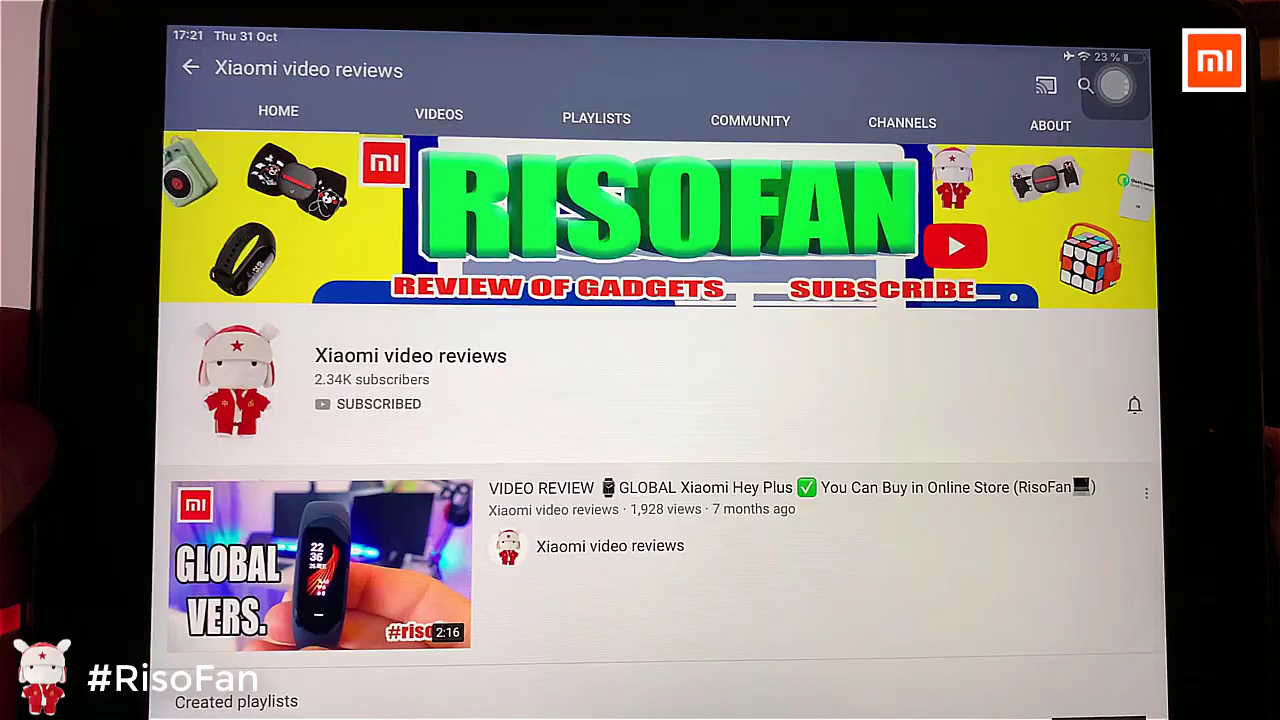 17:21 Thu 31 Oct
23 %
Xiaomi video reviews
HOME VIDEOS PLAYLISTS COMMUNITY CHANNELS ABOUT
RISOFAN
REVIEW OF GADGETS SUBSCRIBE
Xiaomi video reviews
2.34K subscribers
SUBSCRIBED
VIDEO REVIEW ⌚GLOBAL Xiaomi Hey Plus ✅ You Can Buy in Online Store (RisoFan💻)
Xiaomi video reviews · 1,928 views · 7 months ago
Xiaomi video reviews
GLOBAL
VERS.
22
36
#riso
2:16
Created playlists
#RisoFan